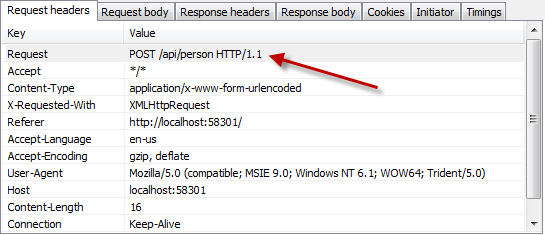 Request headers Request body Response headers Response body Cookies Initiator Timings
Key Value
Request POST /api/person HTTP/1.1
Accept */*
Content-Type application/x-www-form-urlencoded
X-Requested-With XMLHttpRequest
Referer http://localhost:58301/
Accept-Language en-us
Accept-Encoding gzip, deflate
User-Agent Mozilla/5.0 (compatible; MSIE 9.0; Windows NT 6.1; WOW64; Trident/5.0)
Host localhost:58301
Content-Length 16
Connection Keep-Alive